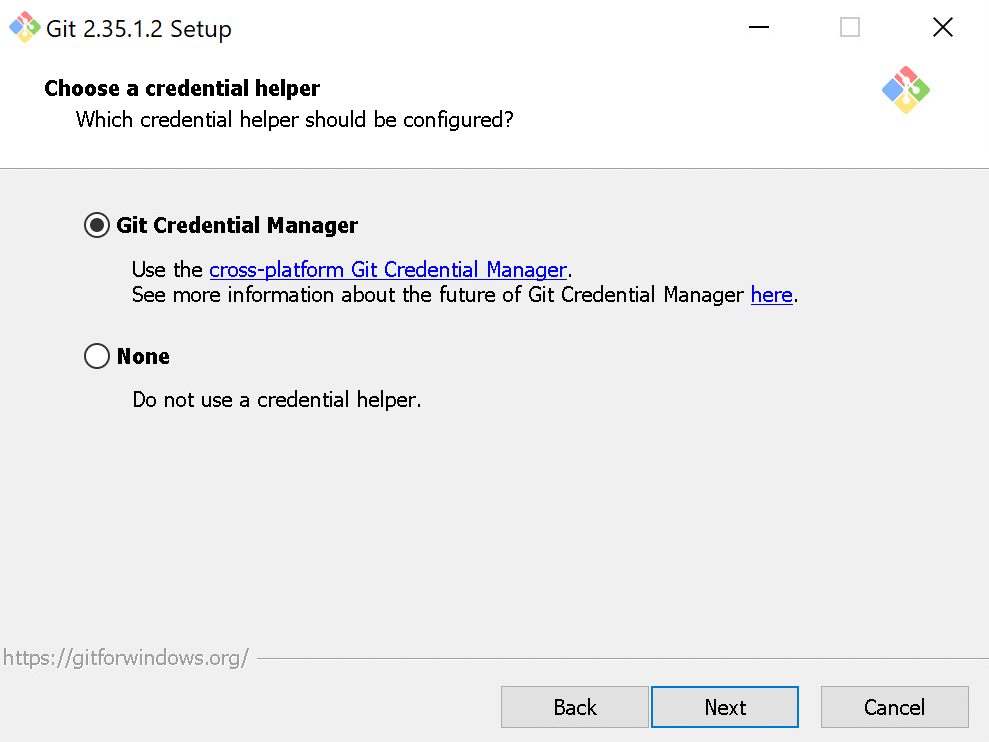 Git 2.35.1.2 Setup
Choose a credential helper
Which credential helper should be configured?
Git Credential Manager
Use the cross-platform Git Credential Manager.
See more information about the future of Git Credential Manager here.
None
Do not use a credential helper.
https://gitforwindows.org/
Back Next Cancel